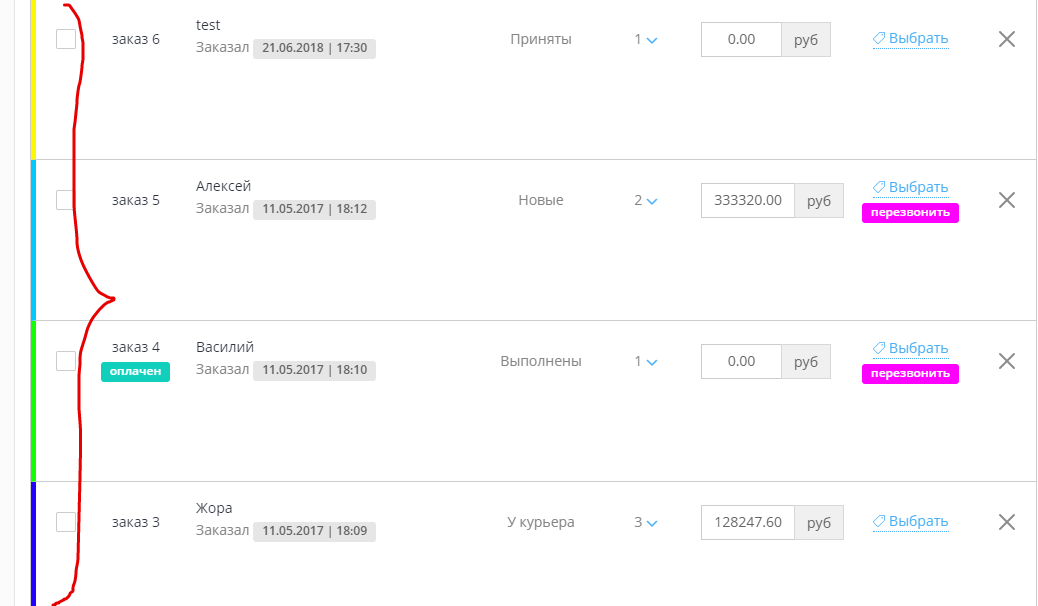 заказ 6
test
Заказал 21.06.2018 | 17:30
Приняты
1
0.00 руб
Выбрать
заказ 5
Алексей
Заказал 11.05.2017 | 18:12
Новые
2
333320.00 руб
Выбрать
перезвонить
заказ 4
оплачен
Василий
Заказал 11.05.2017 | 18:10
Выполнены
1
0.00 руб
Выбрать
перезвонить
заказ 3
Жора
Заказал 11.05.2017 | 18:09
У курьера
3
128247.60 руб
Выбрать